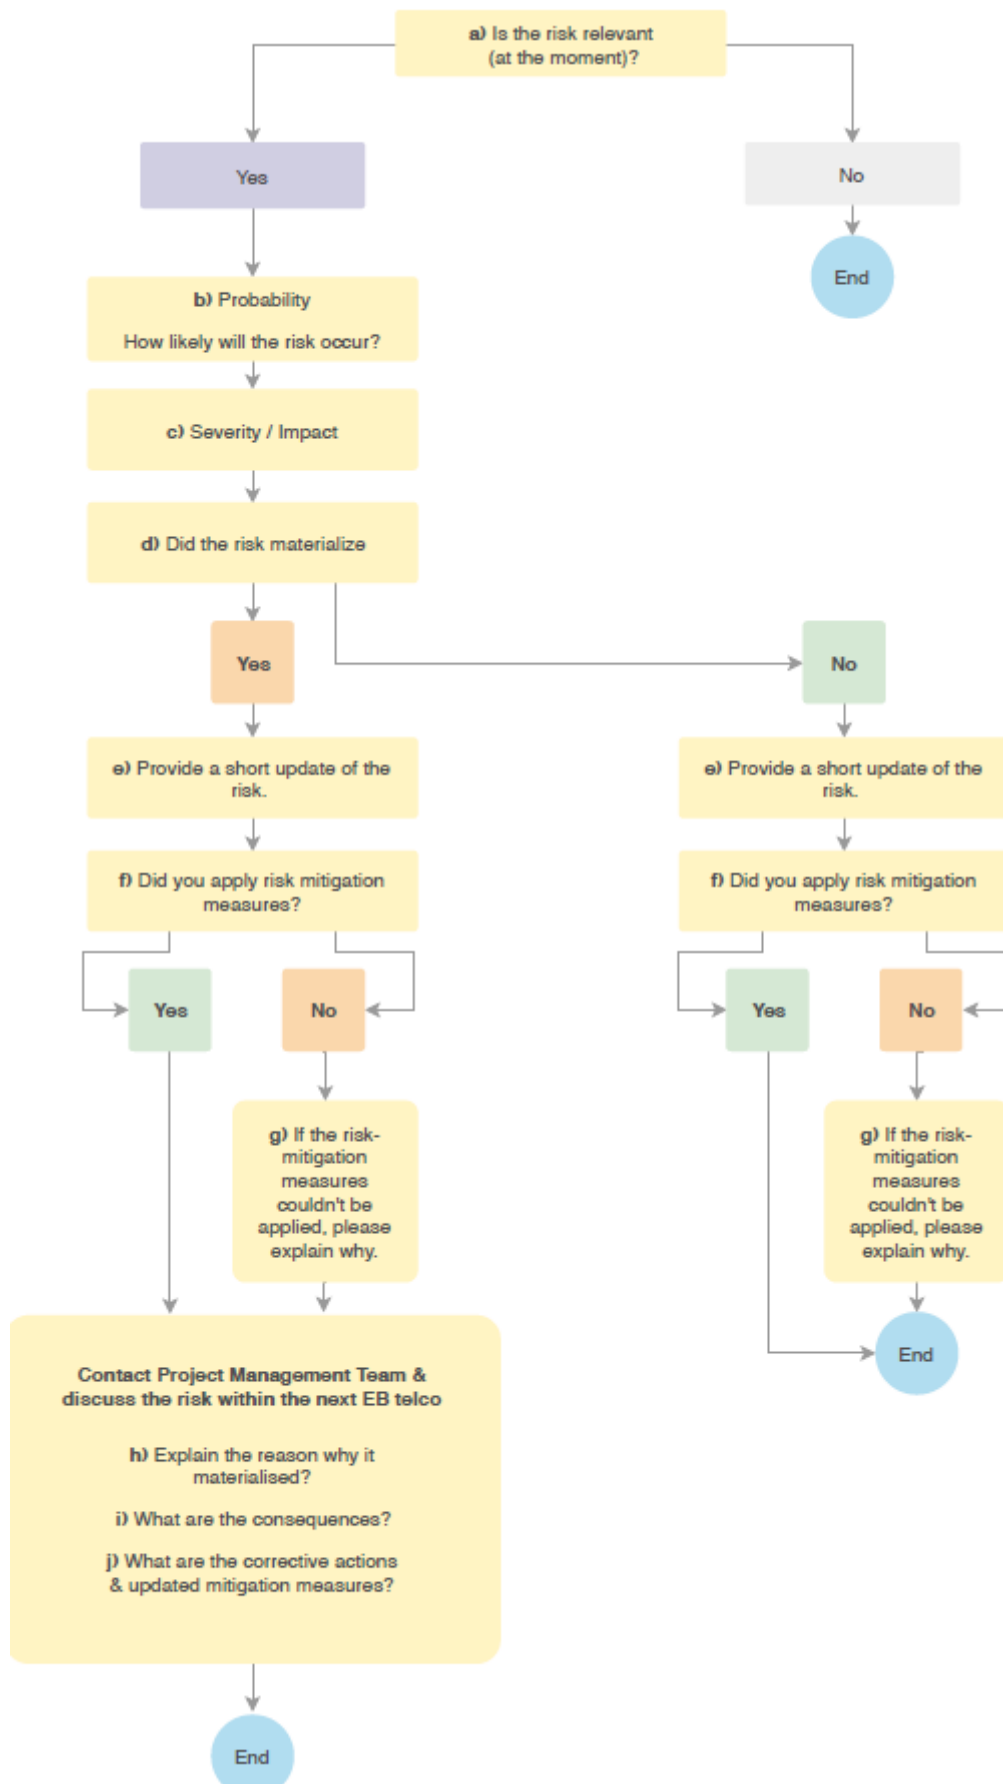 a) Is the risk relevant
(at the moment)?
Yes
No
End
b) Probability
How likely will the risk occur?
c) Severity / Impact
d) Did the risk materialize
Yes
No
e) Provide a short update of the
risk.
e) Provide a short update of the
risk.
f) Did you apply risk mitigation
measures?
f) Did you apply risk mitigation
measures?
Yes
No
Yes
No
g) If the risk-
mitigation
measures
couldn't be
applied, please
explain why.
g) If the risk-
mitigation
measures
couldn't be
applied, please
explain why.
End
Contact Project Management Team &
discuss the risk within the next EB telco
h) Explain the reason why it
materialised?
i) What are the consequences?
j) What are the corrective actions
& updated mitigation measures?
End